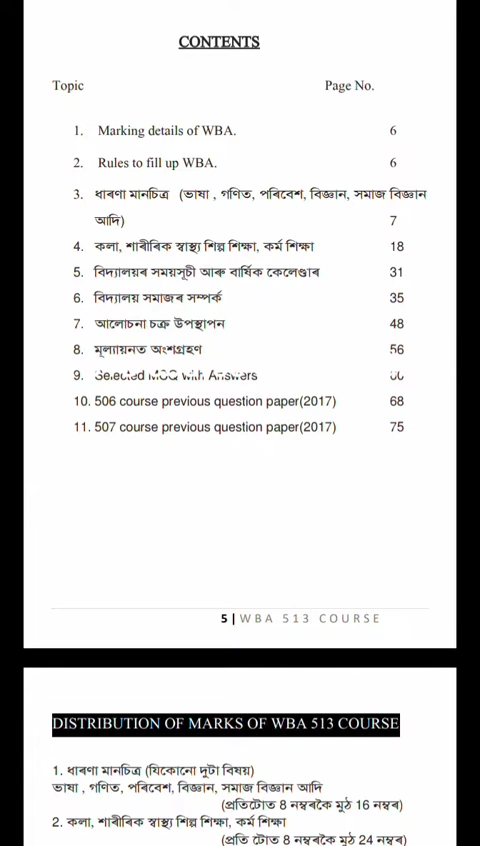 CONTENTS
Topic Page No.
1. Marking details of WBA. 6
2. Rules to fill up WBA. 6
3. ধাৰণা মানচিত্ৰ (ভাষা , গণিত, পৰিবেশ, বিজ্ঞান, সমাজ বিজ্ঞান
আদি) 7
4. কলা, শাৰীৰিক স্বাস্থ্য শিল্প শিক্ষা, কৰ্ম শিক্ষা 18
5. বিদ্যালয়ৰ সময়সূচী আৰু বাৰ্ষিক কেলেণ্ডাৰ 31
6. বিদ্যালয় সমাজৰ সম্পৰ্ক 35
7. আলোচনা চক্ৰ উপস্থাপন 48
8. মূল্যায়নত অংশগ্ৰহণ 56
9. Selected MCQ with Answers
10. 506 course previous question paper(2017) 68
11. 507 course previous question paper(2017) 75
5 | WBA 513 COURSE
DISTRIBUTION OF MARKS OF WBA 513 COURSE
1. ধাৰণা মানচিত্ৰ (যিকোনো দুটা বিষয়)
ভাষা , গণিত, পৰিবেশ, বিজ্ঞান, সমাজ বিজ্ঞান আদি
(প্ৰতিটোত 8 নম্বৰকৈ মুঠ 16 নম্বৰ)
2. কলা, শাৰীৰিক স্বাস্থ্য শিল্প শিক্ষা, কৰ্ম শিক্ষা
(প্ৰতি টোত 8 নম্বৰকৈ মুঠ 24 নম্বৰ)